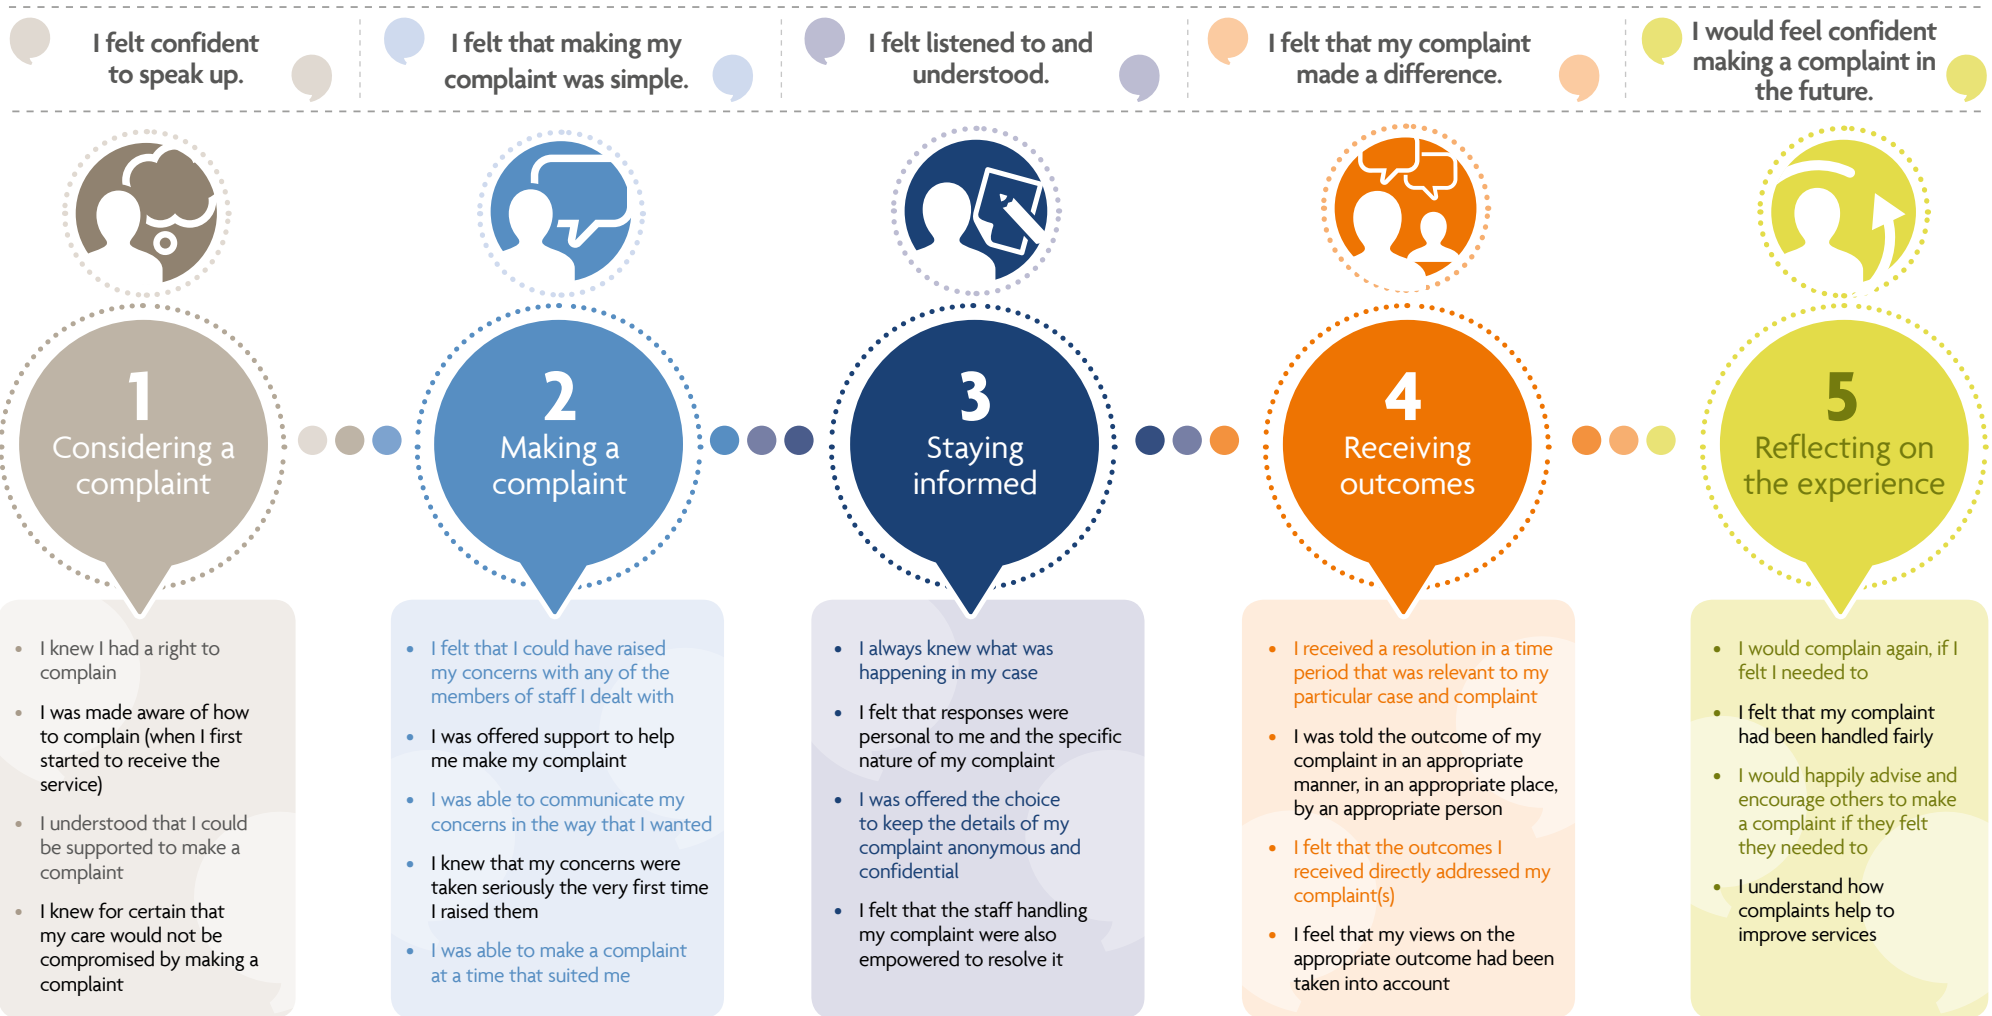 I felt confident
to speak up.
I felt that making my
complaint was simple.
I felt listened to and
understood.
I felt that my complaint
made a difference.
I would feel confident
making a complaint in
the future.
1
Considering a
complaint
2
Making a
complaint
3
Staying
informed
4
Receiving
outcomes
5
Reflecting on
the experience
• I knew I had a right to
complain
• I was made aware of how
to complain (when I first
started to receive the
service)
• I understood that I could
be supported to make a
complaint
• I knew for certain that
my care would not be
compromised by making a
complaint
• I felt that I could have raised
my concerns with any of the
members of staff I dealt with
• I was offered support to help
me make my complaint
• I was able to communicate my
concerns in the way that I wanted
• I knew that my concerns were
taken seriously the very first time
I raised them
• I was able to make a complaint
at a time that suited me
• I always knew what was
happening in my case
• I felt that responses were
personal to me and the specific
nature of my complaint
• I was offered the choice
to keep the details of my
complaint anonymous and
confidential
• I felt that the staff handling
my complaint were also
empowered to resolve it
• I received a resolution in a time
period that was relevant to my
particular case and complaint
• I was told the outcome of my
complaint in an appropriate
manner, in an appropriate place,
by an appropriate person
• I felt that the outcomes I
received directly addressed my
complaint(s)
• I feel that my views on the
appropriate outcome had been
taken into account
• I would complain again, if I
felt I needed to
• I felt that my complaint
had been handled fairly
• I would happily advise and
encourage others to make
a complaint if they felt
they needed to
• I understand how
complaints help to
improve services